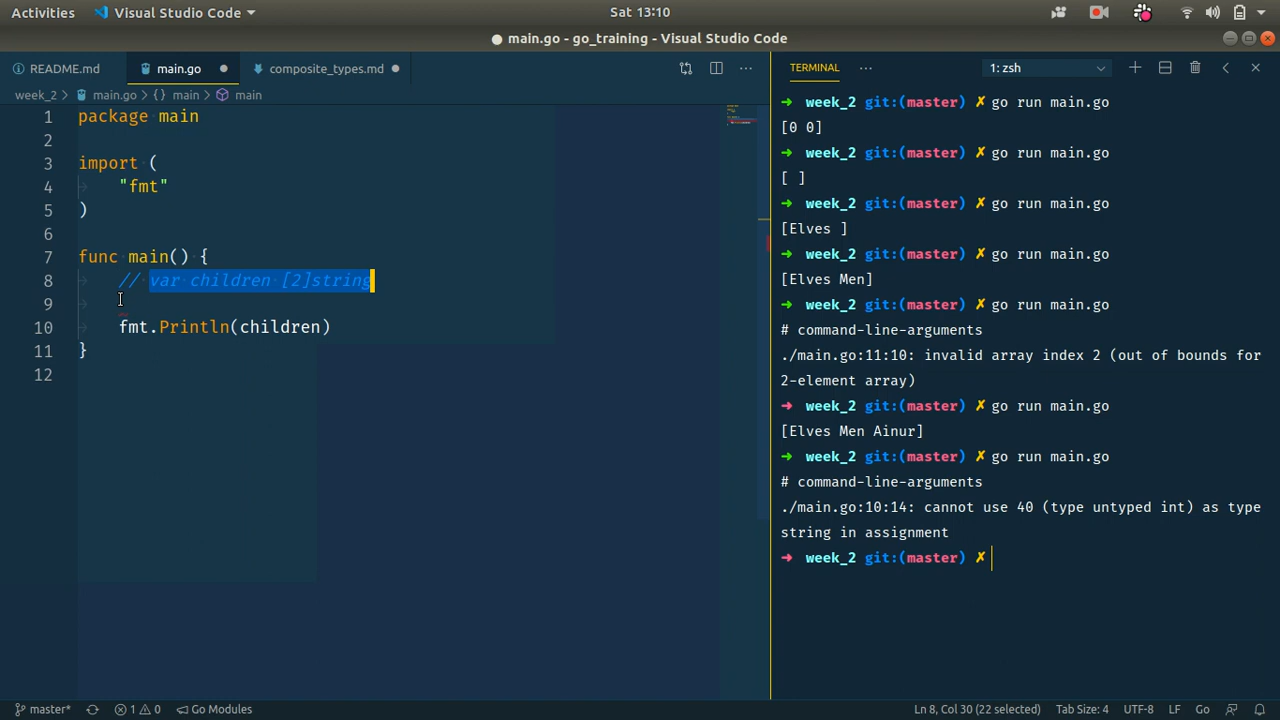 Activities Visual Studio Code Sat 13:10
● main.go - go_training - Visual Studio Code
README.md main.go composite_types.md
week_2 > main.go > {} main > main
1 package main
2
3 import (
4 "fmt"
5 )
6
7 func main() {
8 // var children [2]string
9
10 fmt.Println(children)
11 }
12
TERMINAL ··· 1: zsh
➜ week_2 git:(master) ✗ go run main.go
[0 0]
➜ week_2 git:(master) ✗ go run main.go
[ ]
➜ week_2 git:(master) ✗ go run main.go
[Elves ]
➜ week_2 git:(master) ✗ go run main.go
[Elves Men]
➜ week_2 git:(master) ✗ go run main.go
# command-line-arguments
./main.go:11:10: invalid array index 2 (out of bounds for
2-element array)
➜ week_2 git:(master) ✗ go run main.go
[Elves Men Ainur]
➜ week_2 git:(master) ✗ go run main.go
# command-line-arguments
./main.go:10:14: cannot use 40 (type untyped int) as type
string in assignment
➜ week_2 git:(master) ✗
master* 1 0 Go Modules Ln 8, Col 30 (22 selected) Tab Size: 4 UTF-8 LF Go